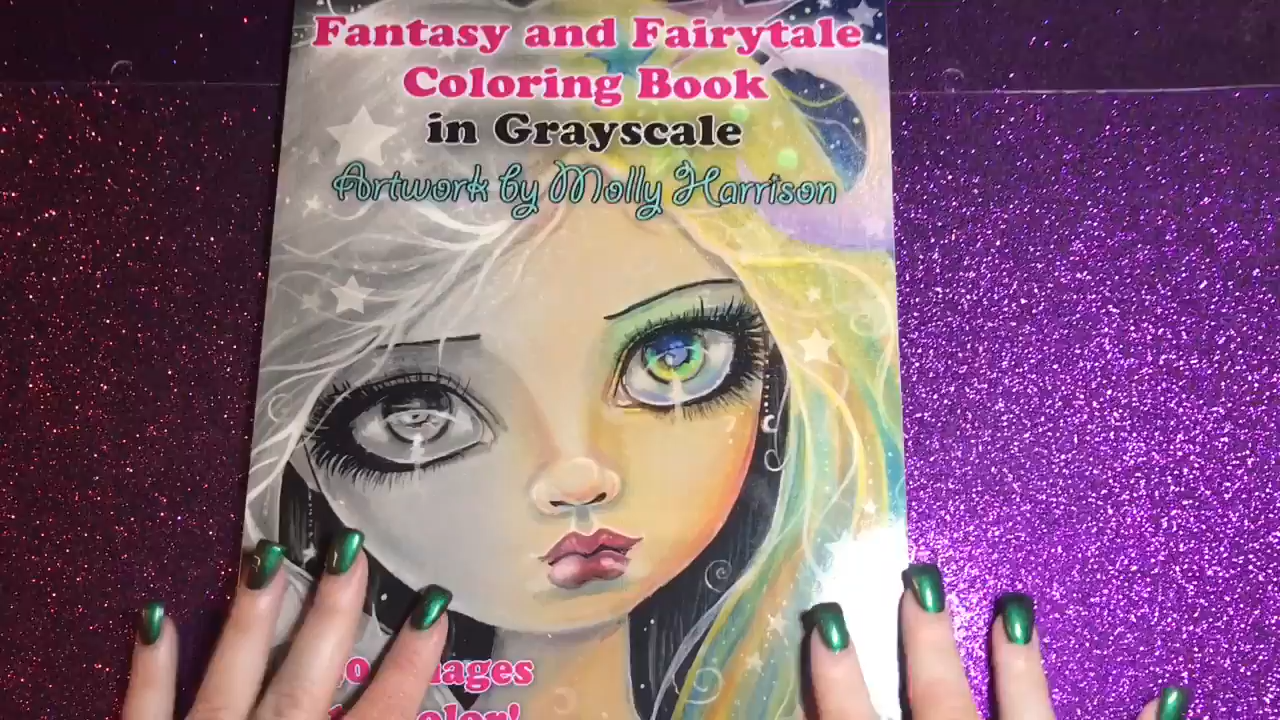 Fantasy and Fairytale
Coloring Book
in Grayscale
Artwork by Molly Harrison